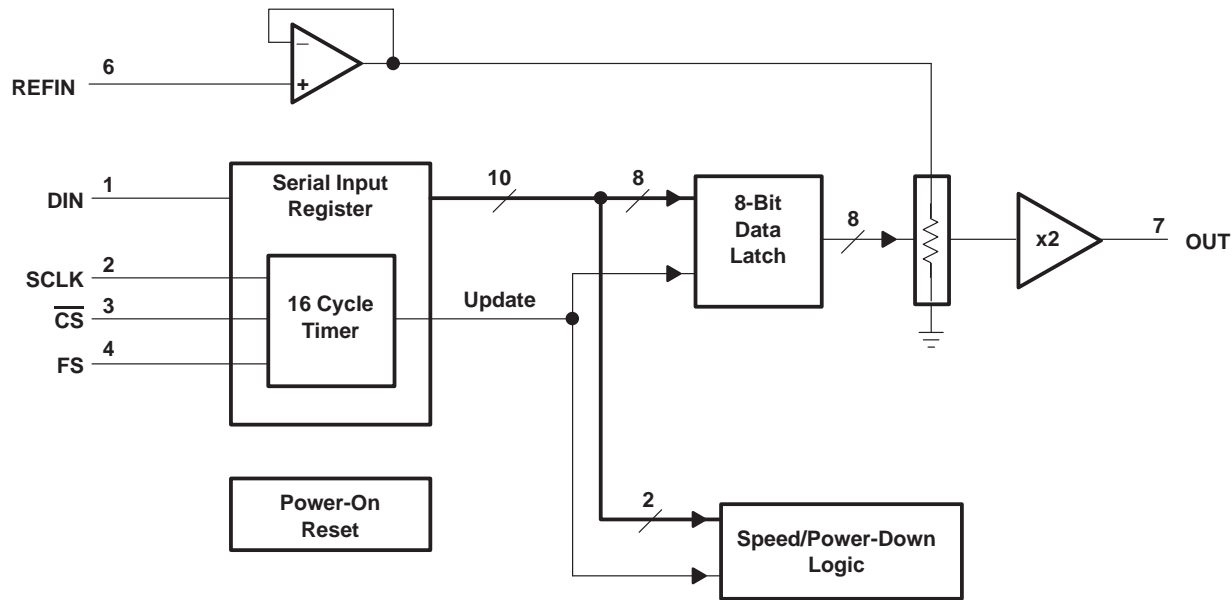 −
6
REFIN
+
1
DIN
Serial Input
Register
10
8
8-Bit
Data
Latch
8
x2
7
OUT
2
SCLK
3
C̅S̅
4
FS
16 Cycle
Timer
Update
Power-On
Reset
2
Speed/Power-Down
Logic